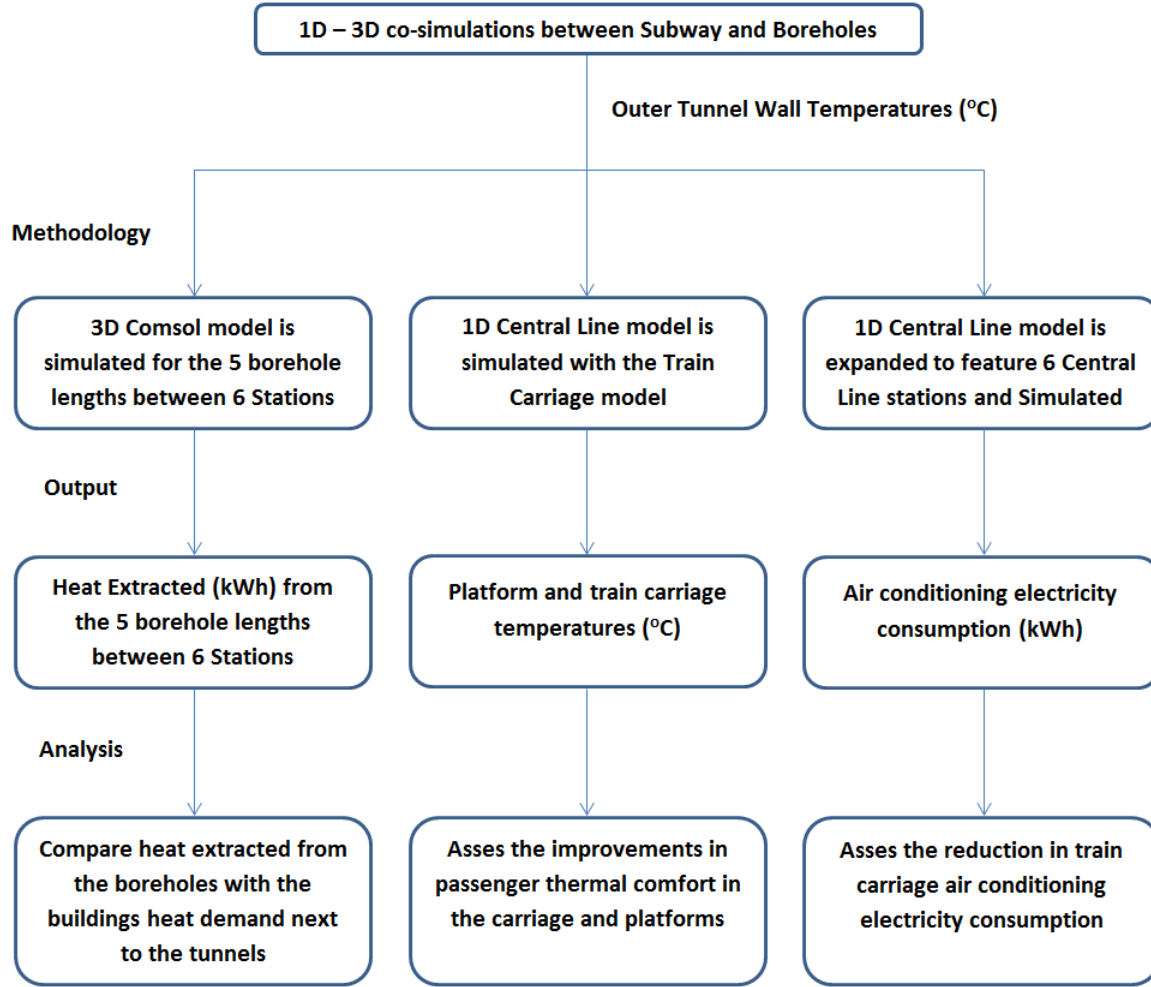 1D – 3D co-simulations between Subway and Boreholes
Outer Tunnel Wall Temperatures (°C)
Methodology
3D Comsol model is
simulated for the 5 borehole
lengths between 6 Stations
1D Central Line model is
simulated with the Train
Carriage model
1D Central Line model is
expanded to feature 6 Central
Line stations and Simulated
Output
Heat Extracted (kWh) from
the 5 borehole lengths
between 6 Stations
Platform and train carriage
temperatures (°C)
Air conditioning electricity
consumption (kWh)
Analysis
Compare heat extracted from
the boreholes with the
buildings heat demand next
to the tunnels
Asses the improvements in
passenger thermal comfort in
the carriage and platforms
Asses the reduction in train
carriage air conditioning
electricity consumption